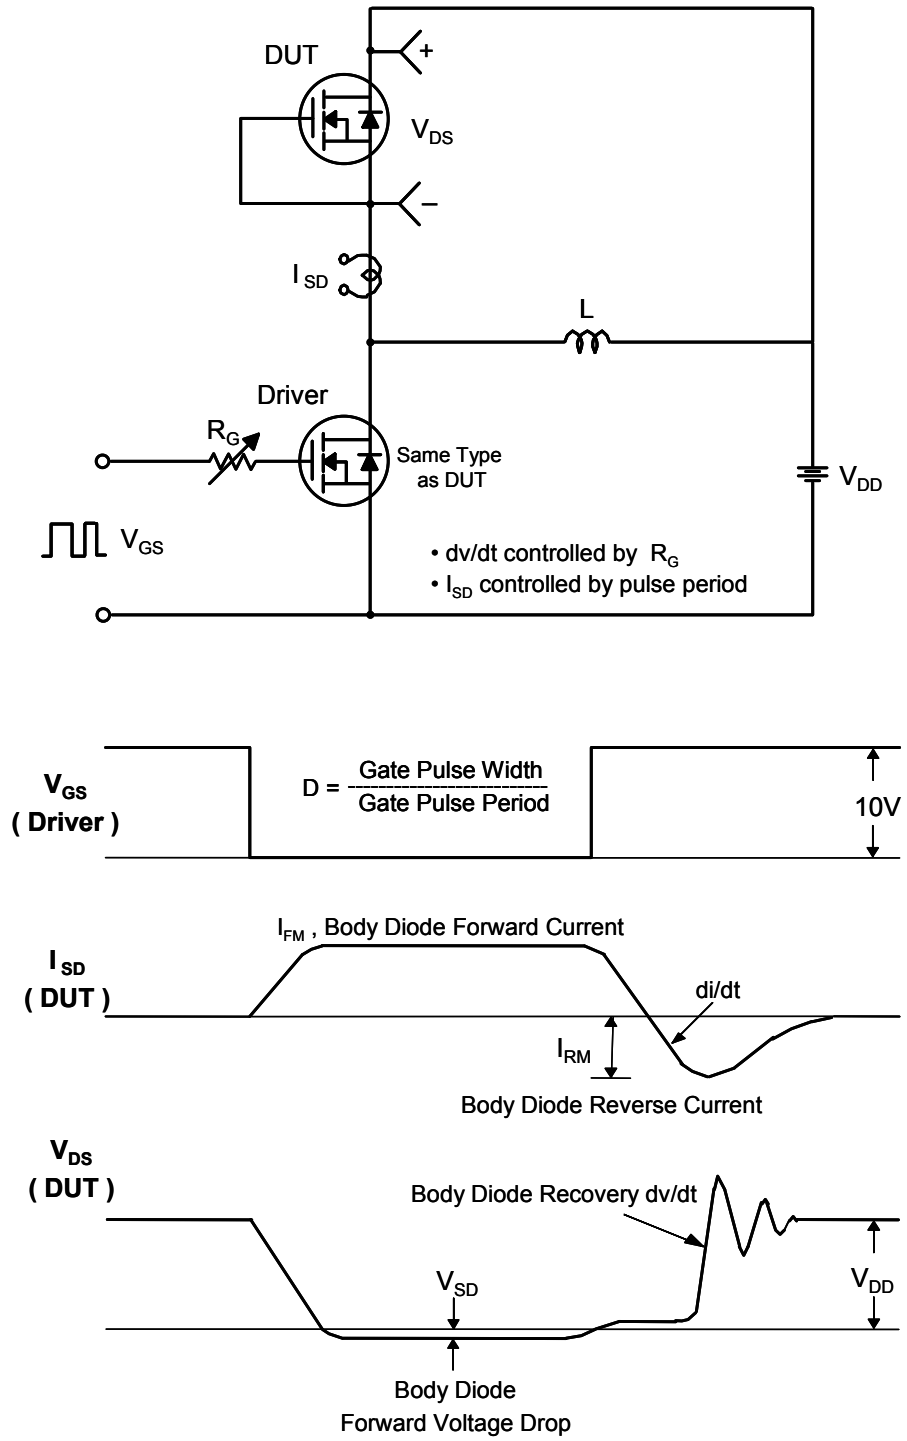 DUT
+
V_DS
–
I_SD
L
Driver
R_G
Same Type
as DUT
V_DD
V_GS
• dv/dt controlled by R_G
• I_SD controlled by pulse period
V_GS
( Driver )
D = Gate Pulse Width
Gate Pulse Period
10V
I_FM , Body Diode Forward Current
I_SD
( DUT )
di/dt
I_RM
Body Diode Reverse Current
V_DS
( DUT )
Body Diode Recovery dv/dt
V_SD
V_DD
Body Diode
Forward Voltage Drop